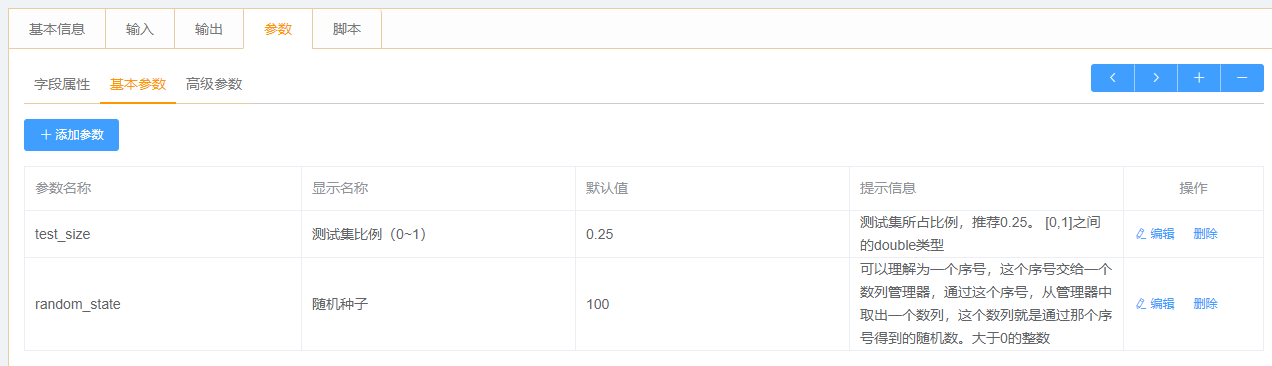 基本信息 输入 输出 参数 脚本
字段属性 基本参数 高级参数
添加参数
参数名称 显示名称 默认值 提示信息 操作
test_size 测试集比例（0~1） 0.25 测试集所占比例，推荐0.25。 [0,1]之间
的double类型 编辑 删除
random_state 随机种子 100 可以理解为一个序号，这个序号交给一个
数列管理器，通过这个序号，从管理器中
取出一个数列，这个数列就是通过那个序
号得到的随机数。大于0的整数 编辑 删除